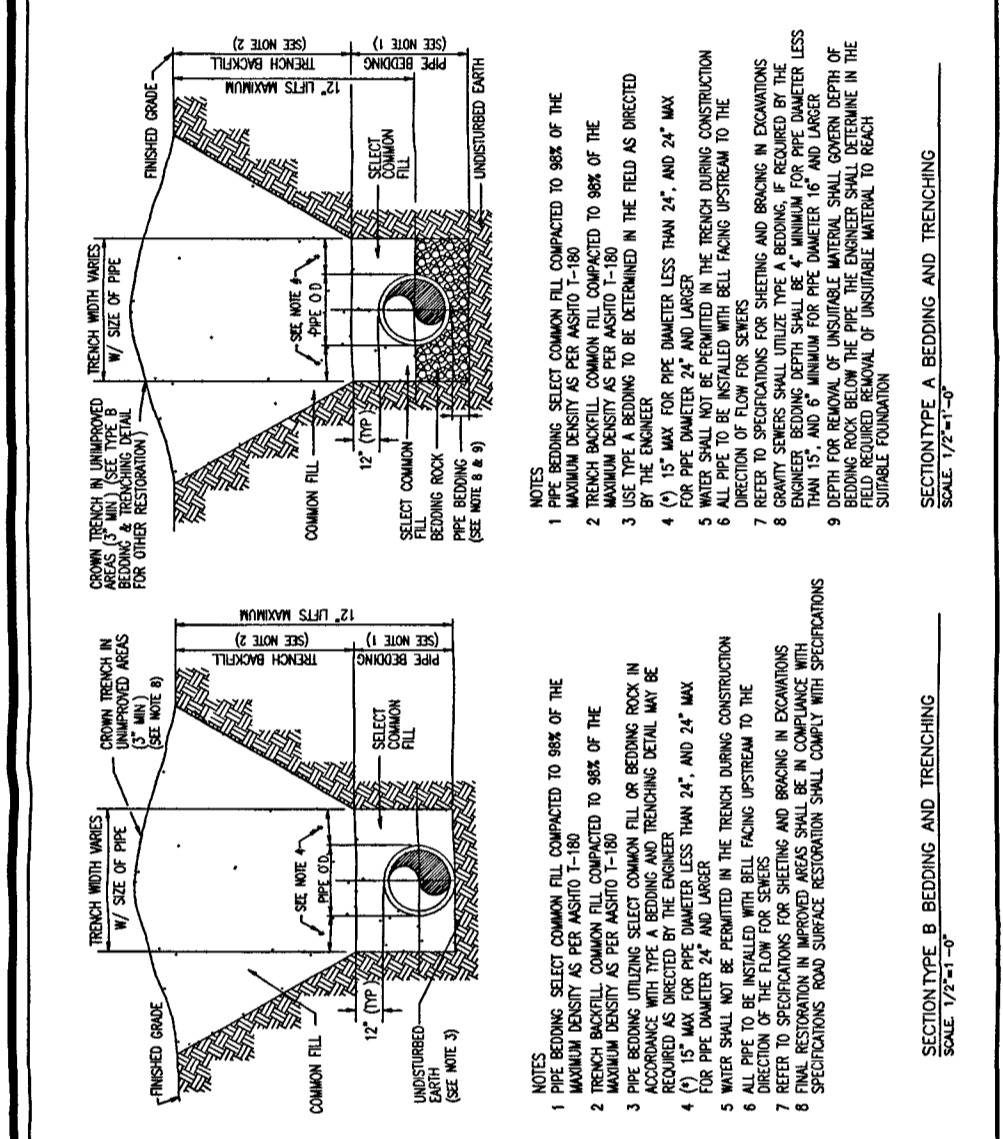 FINISHED GRADE
TRENCH WIDTH VARIES
W/ SIZE OF PIPE
CROWN TRENCH IN
UNIMPROVED AREAS
(3" MIN)
(SEE NOTE 8)
COMMON FILL
SEE NOTE 4
PIPE O'D
12" (TYP)
UNDISTURBED
EARTH
(SEE NOTE 3)
SELECT
COMMON
FILL
PIPE BEDDING
(SEE NOTE 1)
TRENCH BACKFILL
(SEE NOTE 2)
12" LIFTS MAXIMUM
NOTES
1 PIPE BEDDING SELECT COMMON FILL COMPACTED TO 98% OF THE
MAXIMUM DENSITY AS PER AASHTO T-180
2 TRENCH BACKFILL COMMON FILL COMPACTED TO 98% OF THE
MAXIMUM DENSITY AS PER AASHTO T-180
3 PIPE BEDDING UTILIZING SELECT COMMON FILL OR BEDDING ROCK IN
ACCORDANCE WITH TYPE A BEDDING AND TRENCHING DETAIL MAY BE
REQUIRED AS DIRECTED BY THE ENGINEER
4 (*) 15" MAX FOR PIPE DIAMETER LESS THAN 24", AND 24" MAX
FOR PIPE DIAMETER 24" AND LARGER
5 WATER SHALL NOT BE PERMITTED IN THE TRENCH DURING CONSTRUCTION
6 ALL PIPE TO BE INSTALLED WITH BELL FACING UPSTREAM TO THE
DIRECTION OF THE FLOW FOR SEWERS
7 REFER TO SPECIFICATIONS FOR SHEETING AND BRACING IN EXCAVATIONS
8 FINAL RESTORATION IN IMPROVED AREAS SHALL BE IN COMPLIANCE WITH
SPECIFICATIONS ROAD SURFACE RESTORATION SHALL COMPLY WITH SPECIFICATIONS
SECTIONTYPE B BEDDING AND TRENCHING
SCALE. 1/2"=1 -0"
CROWN TRENCH IN UNIMPROVED
AREAS (3" MIN) (SEE TYPE B
BEDDING & TRENCHING DETAIL
FOR OTHER RESTORATION)
TRENCH WIDTH VARIES
W/ SIZE OF PIPE
FINISHED GRADE
COMMON FILL
SEE NOTE 4
PIPE O D
12" (TYP)
SELECT COMMON
FILL
BEDDING ROCK
PIPE BEDDING
(SEE NOTE 8 & 9)
SELECT
COMMON
FILL
UNDISTURBED EARTH
12" LIFTS MAXIMUM
PIPE BEDDING
(SEE NOTE 1)
TRENCH BACKFILL
(SEE NOTE 2)
NOTES
1 PIPE BEDDING SELECT COMMON FILL COMPACTED TO 98% OF THE
MAXIMUM DENSITY AS PER AASHTO T-180
2 TRENCH BACKFILL COMMON FILL COMPACTED TO 98% OF THE
MAXIMUM DENSITY AS PER AASHTO T-180
3 USE TYPE A BEDDING TO BE DETERMINED IN THE FIELD AS DIRECTED
BY THE ENGINEER
4 (*) 15" MAX FOR PIPE DIAMETER LESS THAN 24", AND 24" MAX
FOR PIPE DIAMETER 24" AND LARGER
5 WATER SHALL NOT BE PERMITTED IN THE TRENCH DURING CONSTRUCTION
6 ALL PIPE TO BE INSTALLED WITH BELL FACING UPSTREAM TO THE
DIRECTION OF FLOW FOR SEWERS
7 REFER TO SPECIFICATIONS FOR SHEETING AND BRACING IN EXCAVATIONS
8 GRAVITY SEWERS SHALL UTILIZE TYPE A BEDDING, IF REQUIRED BY THE
ENGINEER BEDDING DEPTH SHALL BE 4" MINIMUM FOR PIPE DIAMETER LESS
THAN 15", AND 6" MINIMUM FOR PIPE DIAMETER 16" AND LARGER
9 DEPTH FOR REMOVAL OF UNSUITABLE MATERIAL SHALL GOVERN DEPTH OF
BEDDING ROCK BELOW THE PIPE THE ENGINEER SHALL DETERMINE IN THE
FIELD REQUIRED REMOVAL OF UNSUITABLE MATERIAL TO REACH
SUITABLE FOUNDATION
SECTIONTYPE A BEDDING AND TRENCHING
SCALE. 1/2"=1'-0"